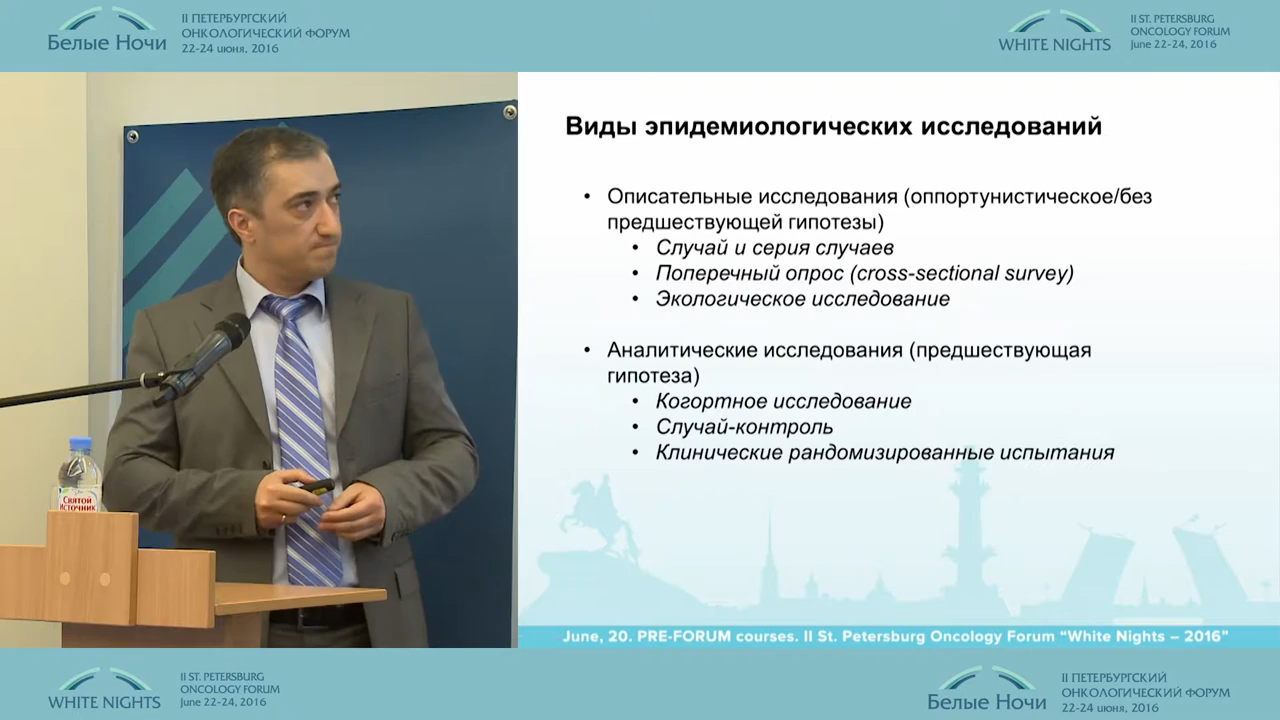 Белые Ночи
II ПЕТЕРБУРГСКИЙ
ОНКОЛОГИЧЕСКИЙ ФОРУМ
22-24 июня, 2016
WHITE NIGHTS
II ST. PETERSBURG
ONCOLOGY FORUM
June 22-24, 2016
Виды эпидемиологических исследований
• Описательные исследования (оппортунистическое/без
предшествующей гипотезы)
• Случай и серия случаев
• Поперечный опрос (cross-sectional survey)
• Экологическое исследование
• Аналитические исследования (предшествующая
гипотеза)
• Когортное исследование
• Случай-контроль
• Клинические рандомизированные испытания
Святой
Источник
June, 20. PRE-FORUM courses. II St. Petersburg Oncology Forum “White Nights – 2016”
WHITE NIGHTS
II ST. PETERSBURG
ONCOLOGY FORUM
June 22-24, 2016
Белые Ночи
II ПЕТЕРБУРГСКИЙ
ОНКОЛОГИЧЕСКИЙ ФОРУМ
22-24 июня, 2016